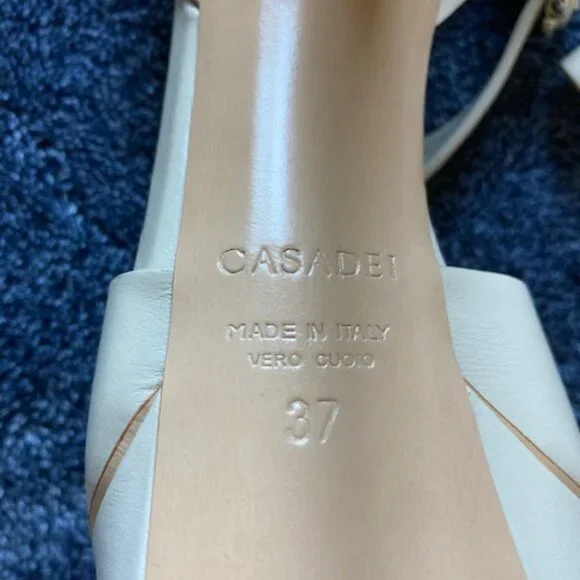 CASADEI
MADE IN ITALY
VERO CUOIO
37